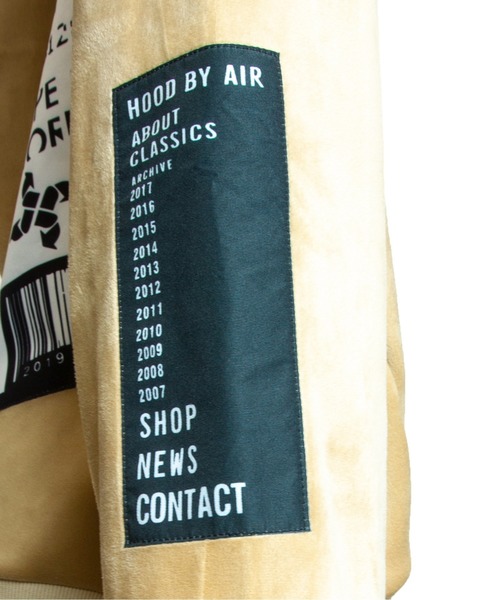 HOOD BY AIR
ABOUT
CLASSICS
ARCHIVE
2017
2016
2015
2014
2013
2012
2011
2010
2009
2008
2007
SHOP
NEWS
CONTACT
2019